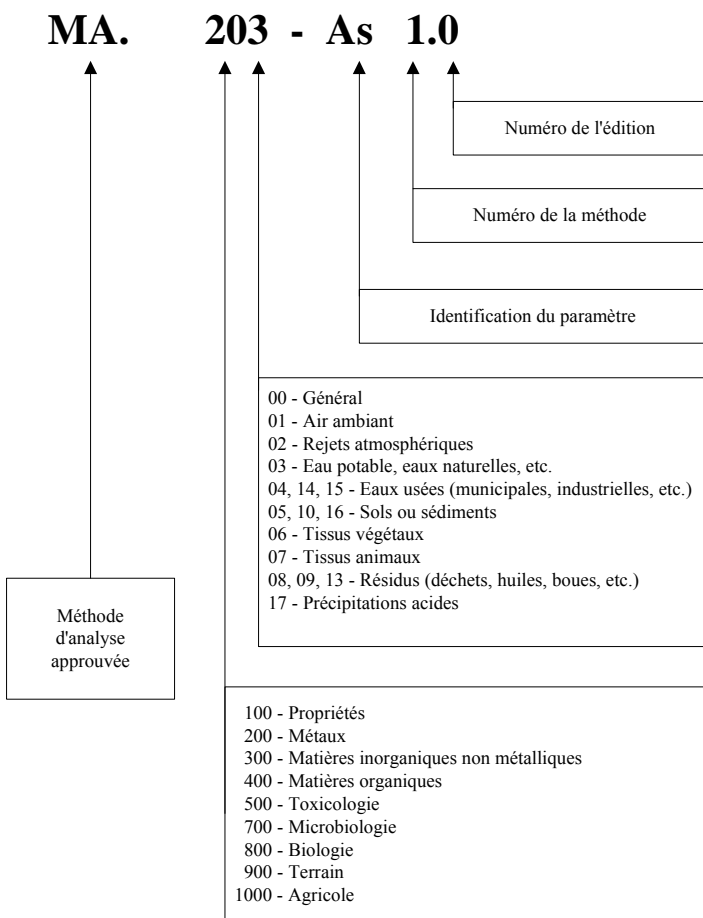 MA. 203 - As 1.0
Numéro de l'édition
Numéro de la méthode
Identification du paramètre
00 - Général
01 - Air ambiant
02 - Rejets atmosphériques
03 - Eau potable, eaux naturelles, etc.
04, 14, 15 - Eaux usées (municipales, industrielles, etc.)
05, 10, 16 - Sols ou sédiments
06 - Tissus végétaux
07 - Tissus animaux
08, 09, 13 - Résidus (déchets, huiles, boues, etc.)
17 - Précipitations acides
Méthode
d'analyse
approuvée
100 - Propriétés
200 - Métaux
300 - Matières inorganiques non métalliques
400 - Matières organiques
500 - Toxicologie
700 - Microbiologie
800 - Biologie
900 - Terrain
1000 - Agricole